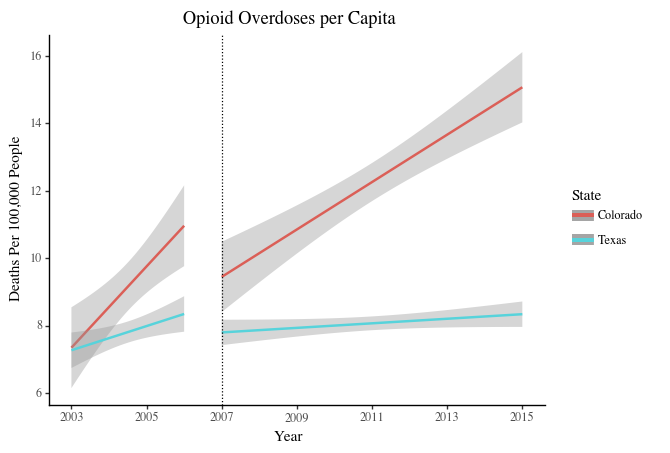 Opioid Overdoses per Capita
Deaths Per 100,000 People
16
14
12
10
8
6
2003 2005 2007 2009 2011 2013 2015
Year
State
Colorado
Texas